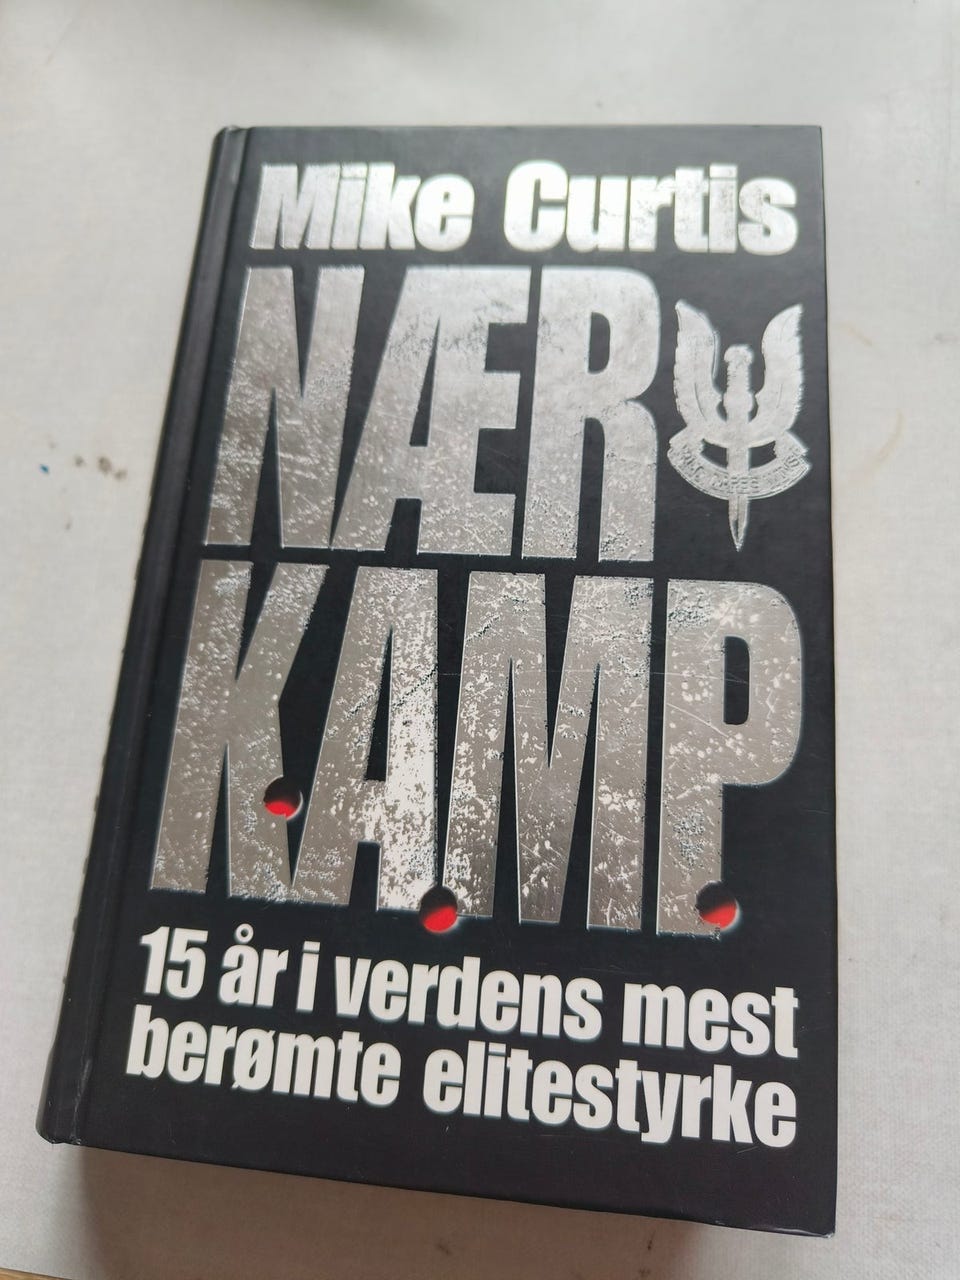 Mike Curtis
NÆR
KAMP
15 år i verdens mest
berømte elitestyrke